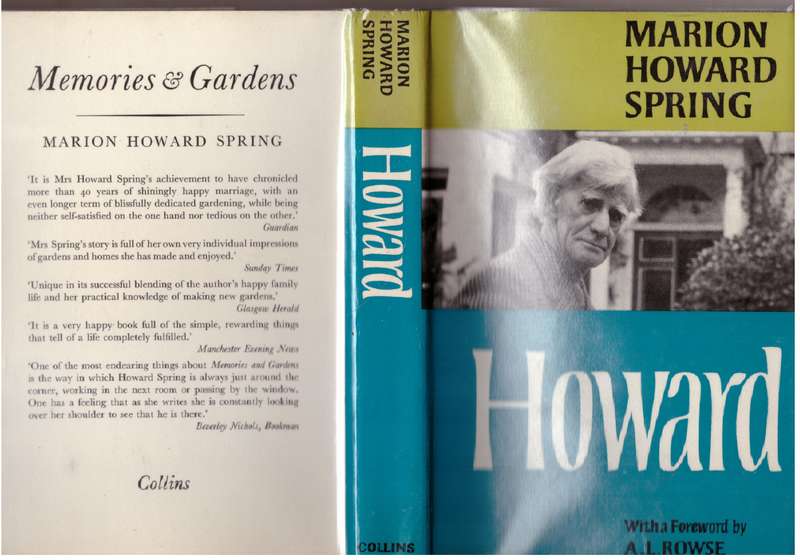 Memories & Gardens
MARION HOWARD SPRING
'It is Mrs Howard Spring's achievement to have chronicled
more than 40 years of shiningly happy marriage, with an
even longer term of blissfully dedicated gardening, while being
neither self-satisfied on the one hand nor tedious on the other.'
Guardian
'Mrs Spring's story is full of her own very individual impressions
of gardens and homes she has made and enjoyed.'
Sunday Times
'Unique in its successful blending of the author's happy family
life and her practical knowledge of making new gardens.'
Glasgow Herald
'It is a very happy book full of the simple, rewarding things
that tell of a life completely fulfilled.'
Manchester Evening News
'One of the most endearing things about Memories and Gardens
is the way in which Howard Spring is always just around the
corner, working in the next room or passing by the window.
One has a feeling that as she writes she is constantly looking
over her shoulder to see that he is there.'
Beverley Nichols, Bookman
Collins
MARION
HOWARD
SPRING
Howard
COLLINS
MARION
HOWARD
SPRING
Howard
With a Foreword by
A. L. ROWSE